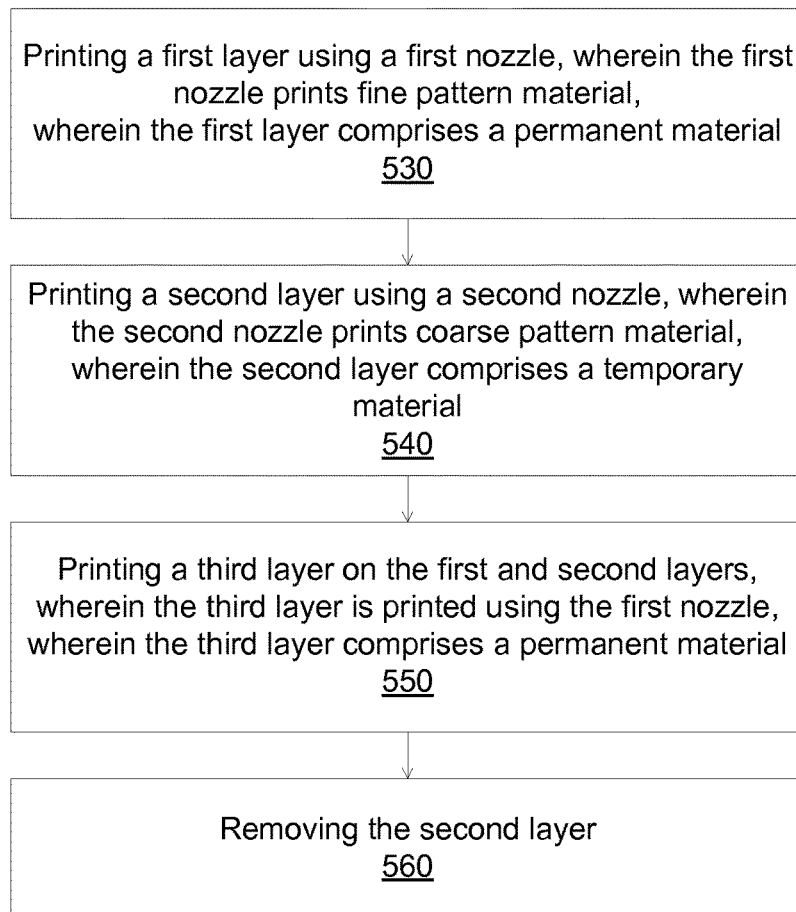 Printing a first layer using a first nozzle, wherein the first
nozzle prints fine pattern material,
wherein the first layer comprises a permanent material
530
Printing a second layer using a second nozzle, wherein
the second nozzle prints coarse pattern material,
wherein the second layer comprises a temporary
material
540
Printing a third layer on the first and second layers,
wherein the third layer is printed using the first nozzle,
wherein the third layer comprises a permanent material
550
Removing the second layer
560